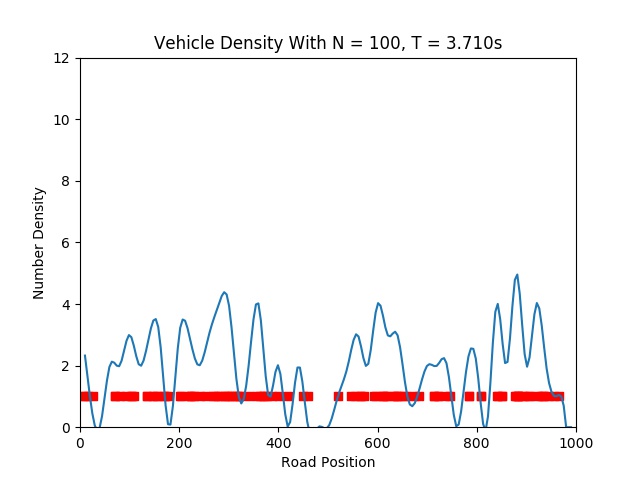 Vehicle Density With N = 100, T = 3.710s
12
10
8
6
4
2
0
Number Density
0 200 400 600 800 1000
Road Position